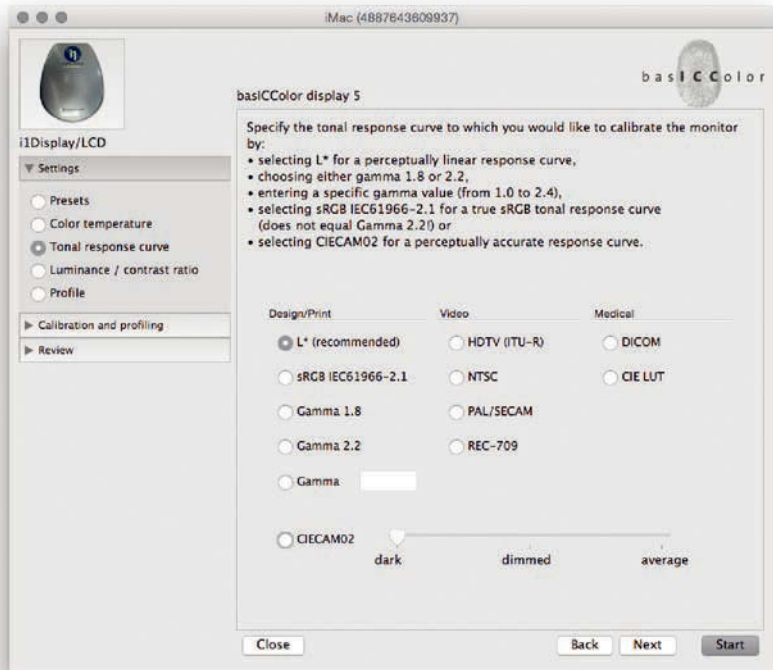 iMac (4887643609937)
basICColor
basICColor display 5
i1Display/LCD
Settings
Presets
Color temperature
Tonal response curve
Luminance / contrast ratio
Profile
Calibration and profiling
Review
Specify the tonal response curve to which you would like to calibrate the monitor
by:
• selecting L* for a perceptually linear response curve,
• choosing either gamma 1.8 or 2.2,
• entering a specific gamma value (from 1.0 to 2.4),
• selecting sRGB IEC61966-2.1 for a true sRGB tonal response curve
(does not equal Gamma 2.2!) or
• selecting CIECAM02 for a perceptually accurate response curve.
Design/Print
L* (recommended)
sRGB IEC61966-2.1
Gamma 1.8
Gamma 2.2
Gamma
CIECAM02
dark dimmed average
Video
HDTV (ITU-R)
NTSC
PAL/SECAM
REC-709
Medical
DICOM
CIE LUT
Close
Back
Next
Start